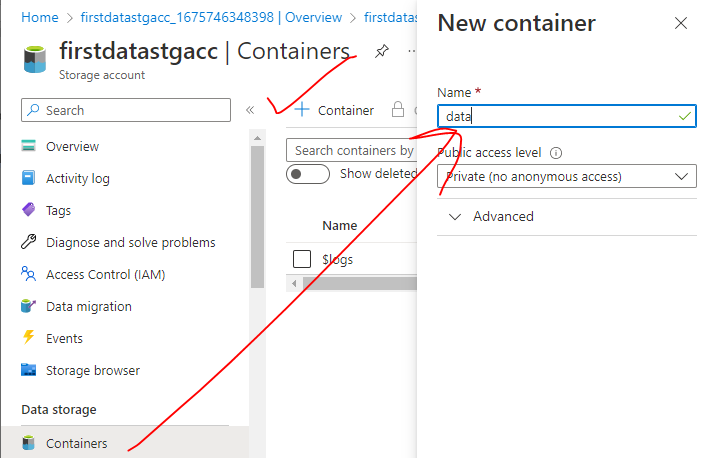 Home > firstdatastgacc_1675746348398 | Overview > firstdatastg
firstdatastgacc | Containers
Storage account
Search
Overview
Activity log
Tags
Diagnose and solve problems
Access Control (IAM)
Data migration
Events
Storage browser
Data storage
Containers
Container
Search containers by
Show deleted
Name
$logs
New container
Name *
data
Public access level
Private (no anonymous access)
Advanced